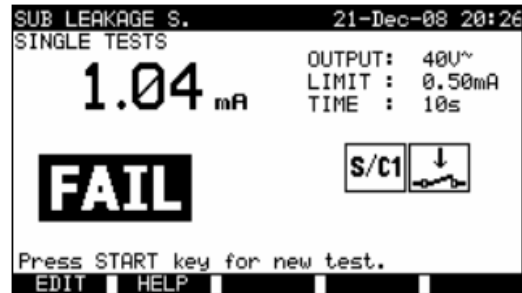 SUB LEAKAGE S. 21-Dec-08 20:26
SINGLE TESTS
OUTPUT: 40V~
1.04 mA
LIMIT : 0.50mA
TIME : 10s
FAIL
S/C1
Press START key for new test.
EDIT HELP